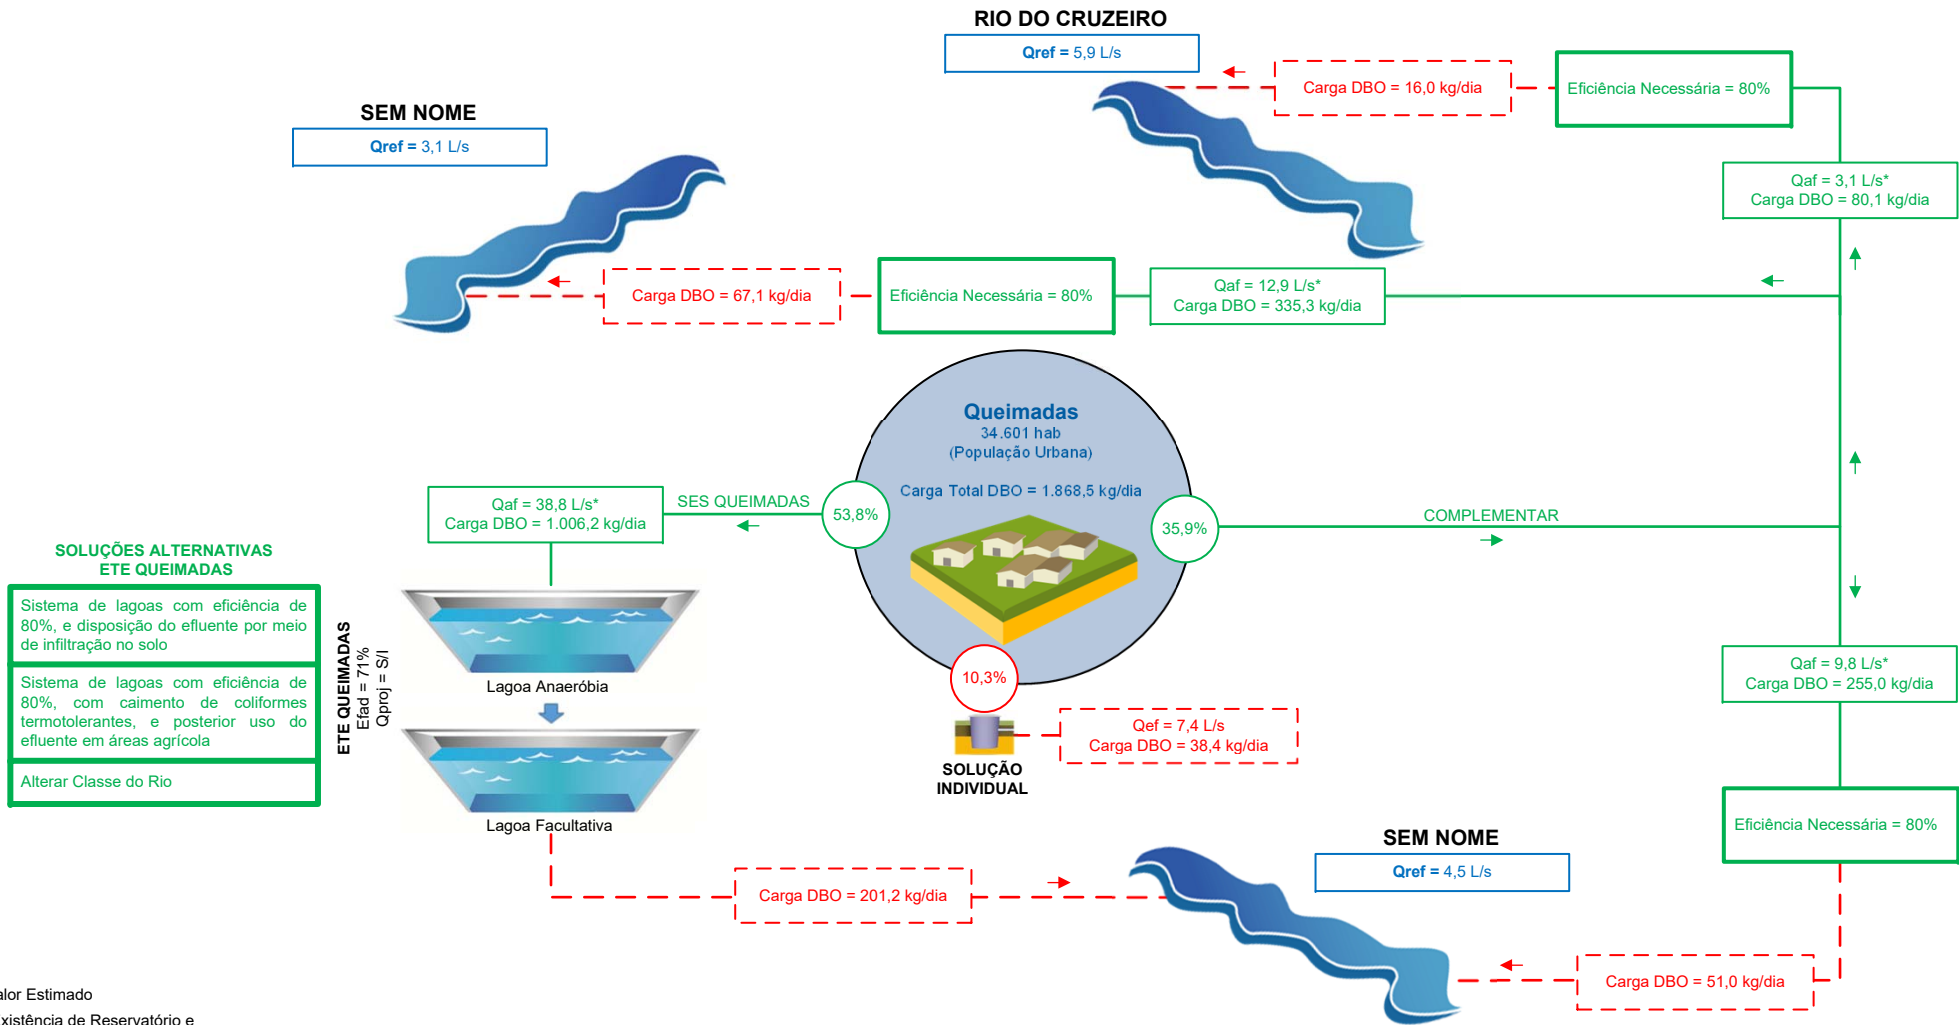 RIO DO CRUZEIRO
Qref = 5,9 L/s
Carga DBO = 16,0 kg/dia
Eficiência Necessária = 80%
SEM NOME
Qref = 3,1 L/s
Qaf = 3,1 L/s*
Carga DBO = 80,1 kg/dia
Carga DBO = 67,1 kg/dia
Eficiência Necessária = 80%
Qaf = 12,9 L/s*
Carga DBO = 335,3 kg/dia
Queimadas
34.601 hab
(População Urbana)
Carga Total DBO = 1.868,5 kg/dia
Qaf = 38,8 L/s*
Carga DBO = 1.006,2 kg/dia
SES QUEIMADAS
53,8%
35,9%
COMPLEMENTAR
SOLUÇÕES ALTERNATIVAS
ETE QUEIMADAS
Sistema de lagoas com eficiência de
80%, e disposição do efluente por meio
de infiltração no solo
Sistema de lagoas com eficiência de
80%, com caimento de coliformes
termotolerantes, e posterior uso do
efluente em áreas agrícola
Alterar Classe do Rio
ETE QUEIMADAS
Efad = 71%
Qproj = S/I
Lagoa Anaeróbia
Lagoa Facultativa
10,3%
SOLUÇÃO
INDIVIDUAL
Qef = 7,4 L/s
Carga DBO = 38,4 kg/dia
Qaf = 9,8 L/s*
Carga DBO = 255,0 kg/dia
Eficiência Necessária = 80%
SEM NOME
Qref = 4,5 L/s
Carga DBO = 201,2 kg/dia
Carga DBO = 51,0 kg/dia
alor Estimado
xistência de Reservatório e